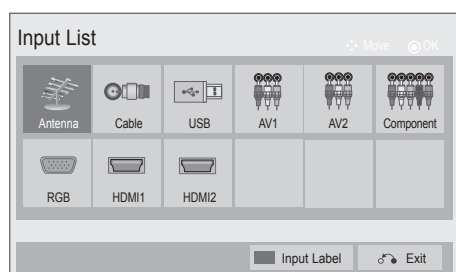 Input List
Move OK
Antenna Cable USB AV1 AV2 Component
RGB HDMI1 HDMI2
Input Label Exit